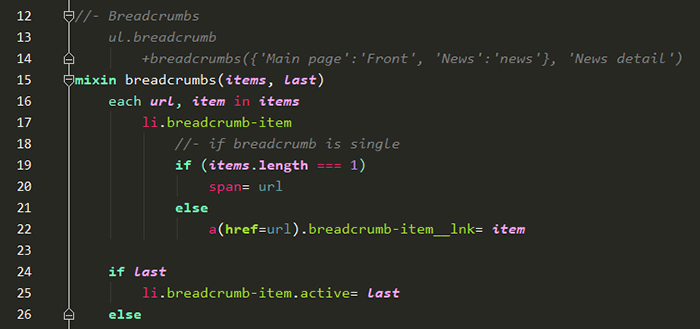 12 //- Breadcrumbs
13 ul.breadcrumb
14 +breadcrumbs({'Main page':'Front', 'News':'news'}, 'News detail')
15 mixin breadcrumbs(items, last)
16 each url, item in items
17 li.breadcrumb-item
18 //- if breadcrumb is single
19 if (items.length === 1)
20 span= url
21 else
22 a(href=url).breadcrumb-item__lnk= item
23
24 if last
25 li.breadcrumb-item.active= last
26 else